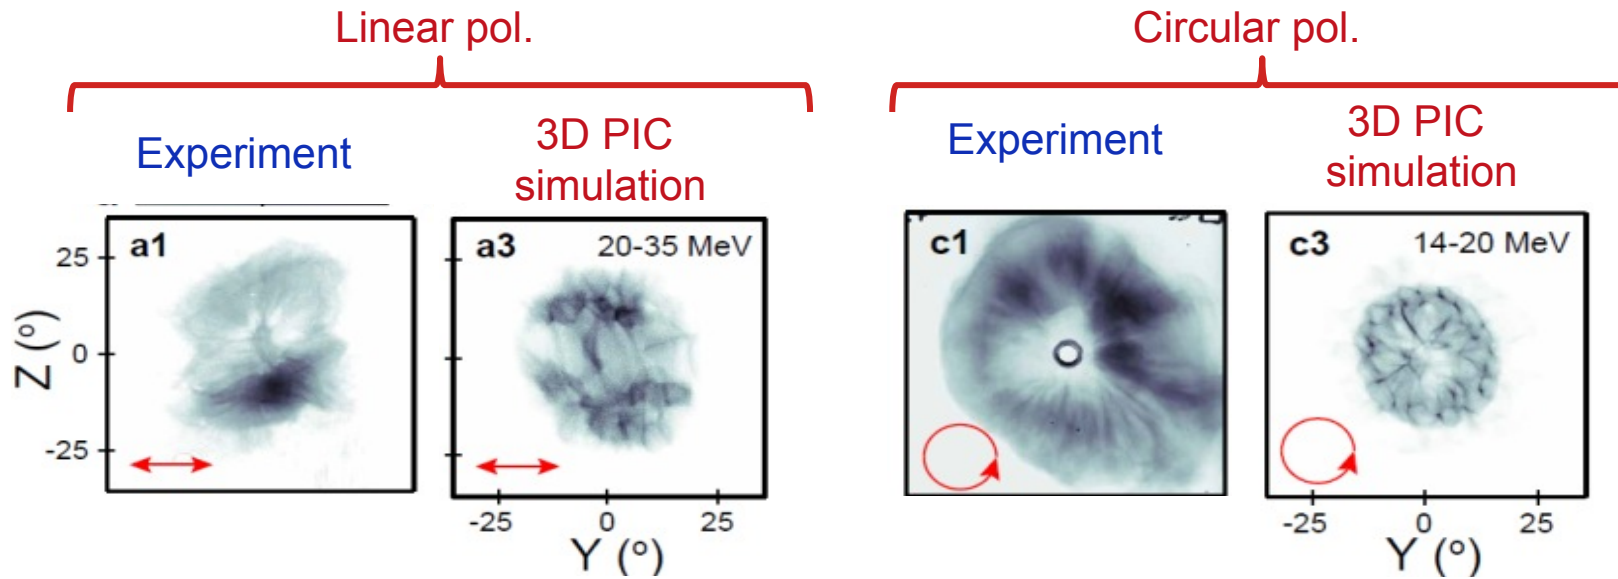 Linear pol.
Circular pol.
Experiment
3D PIC
simulation
Experiment
3D PIC
simulation
a1
a3
20-35 MeV
c1
c3
14-20 MeV
25
0
-25
Z (º)
-25
0
25
Y (º)
-25
0
25
Y (º)